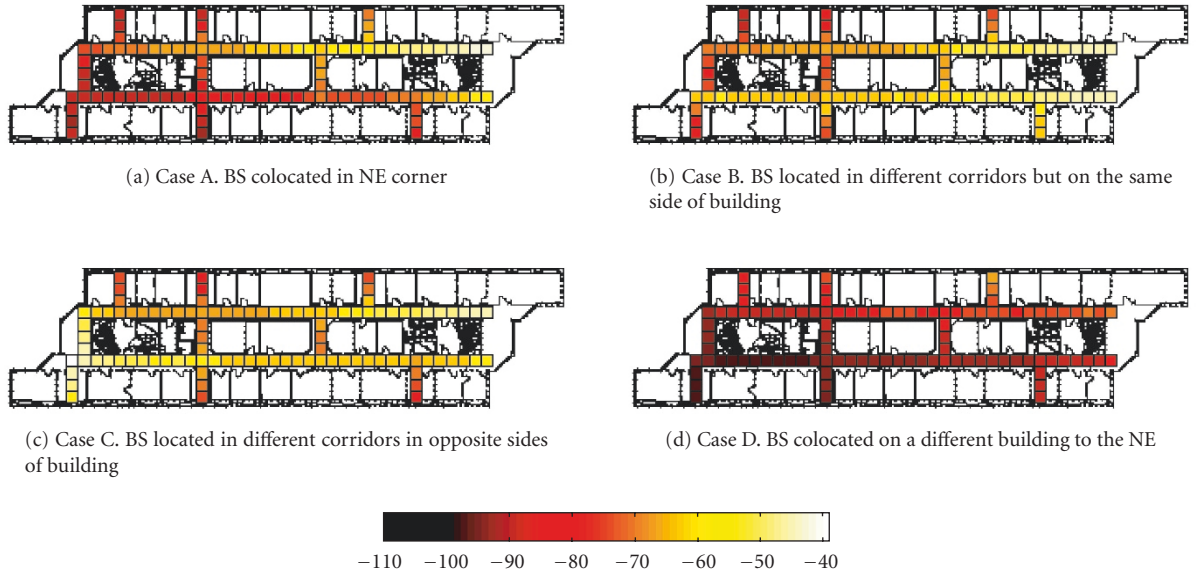 (a) Case A. BS colocated in NE corner
(b) Case B. BS located in different corridors but on the same
side of building
(c) Case C. BS located in different corridors in opposite sides
of building
(d) Case D. BS colocated on a different building to the NE
−110 −100 −90 −80 −70 −60 −50 −40